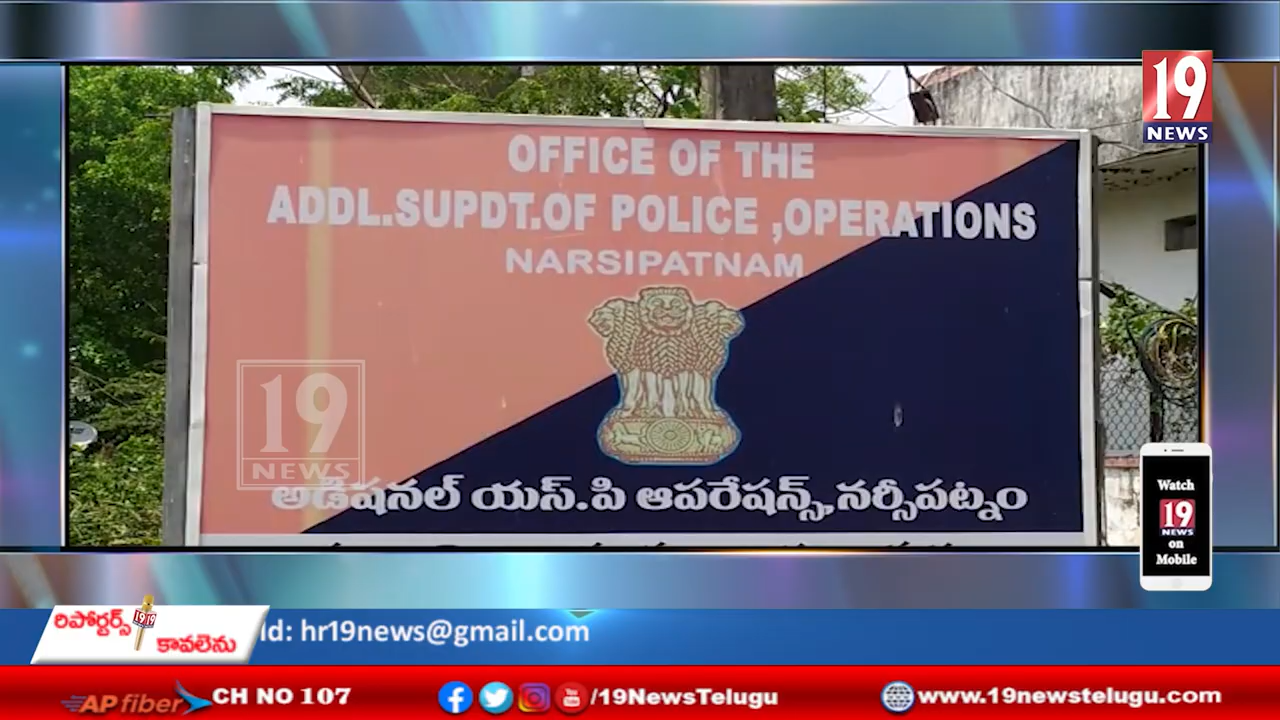 19
NEWS
OFFICE OF THE
ADDL.SUPDT.OF POLICE ,OPERATIONS
NARSIPATNAM
19
NEWS
అడిషనల్ యస్.పి ఆపరేషన్స్,నర్సీపట్నం
Watch
19
NEWS
on
Mobile
రిపోర్టర్స్
కావలెను
Id: hr19news@gmail.com
AP fiber
CH NO 107
/19NewsTelugu
www.19newstelugu.com